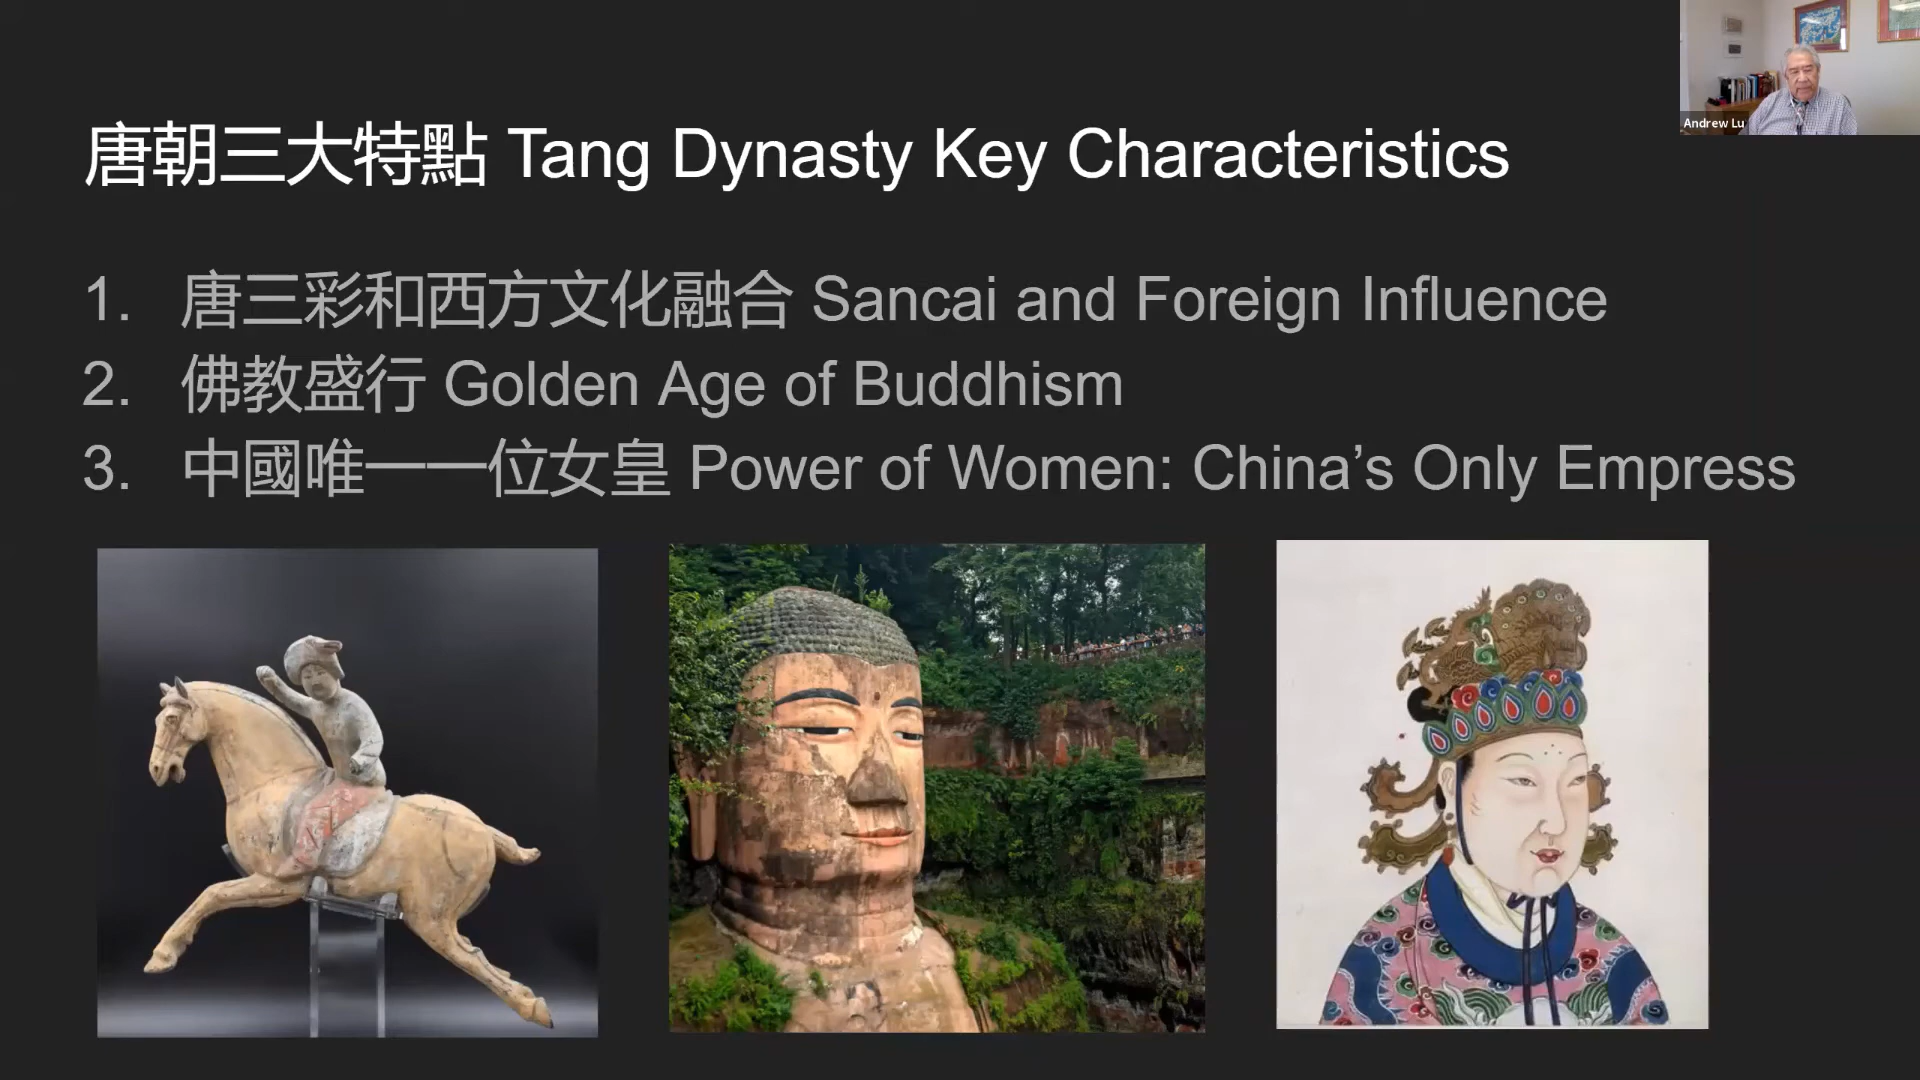 唐朝三大特點 Tang Dynasty Key Characteristics
1. 唐三彩和西方文化融合 Sancai and Foreign Influence
2. 佛教盛行 Golden Age of Buddhism
3. 中國唯一一位女皇 Power of Women: China’s Only Empress
Andrew Lu